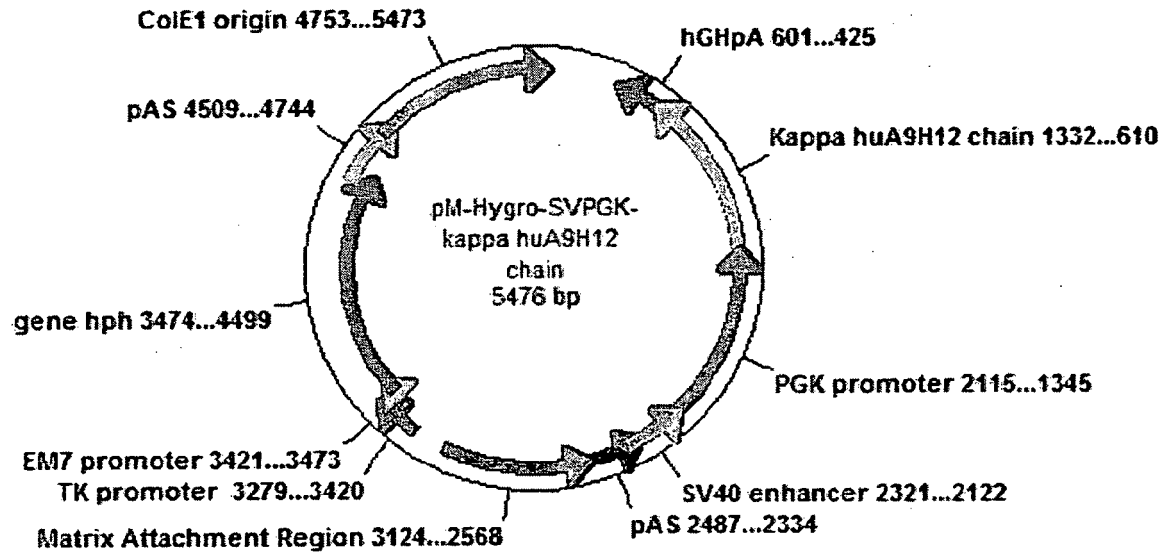 ColE1 origin 4753...5473
hGHpA 601...425
pAS 4509...4744
Kappa huA9H12 chain 1332...610
pM-Hygro-SVPGK-
kappa huA9H12
chain
5476 bp
gene hph 3474...4499
PGK promoter 2115...1345
EM7 promoter 3421...3473
TK promoter 3279...3420
SV40 enhancer 2321...2122
pAS 2487...2334
Matrix Attachment Region 3124...2568